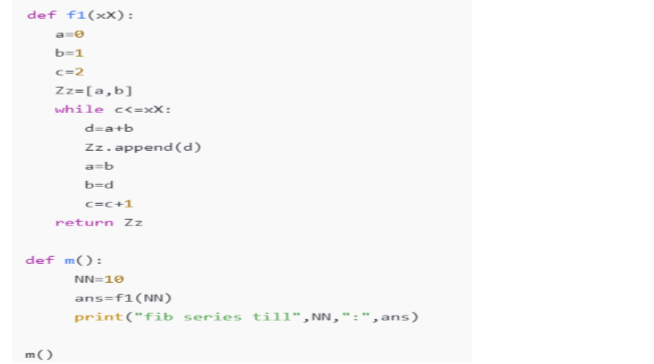 def f1(xX):
    a=0
    b=1
    c=2
    Zz=[a,b]
    while c<=xX:
        d=a+b
        Zz.append(d)
        a=b
        b=d
        c=c+1
    return Zz

def m():
      NN=10
      ans=f1(NN)
      print("fib series till",NN,":",ans)

m()